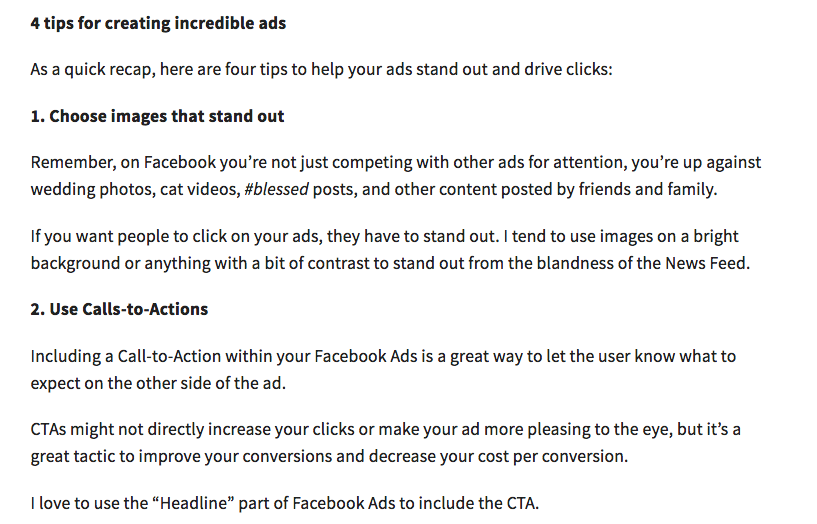 4 tips for creating incredible ads
As a quick recap, here are four tips to help your ads stand out and drive clicks:
1. Choose images that stand out
Remember, on Facebook you’re not just competing with other ads for attention, you’re up against
wedding photos, cat videos, #blessed posts, and other content posted by friends and family.
If you want people to click on your ads, they have to stand out. I tend to use images on a bright
background or anything with a bit of contrast to stand out from the blandness of the News Feed.
2. Use Calls-to-Actions
Including a Call-to-Action within your Facebook Ads is a great way to let the user know what to
expect on the other side of the ad.
CTAs might not directly increase your clicks or make your ad more pleasing to the eye, but it’s a
great tactic to improve your conversions and decrease your cost per conversion.
I love to use the “Headline” part of Facebook Ads to include the CTA.